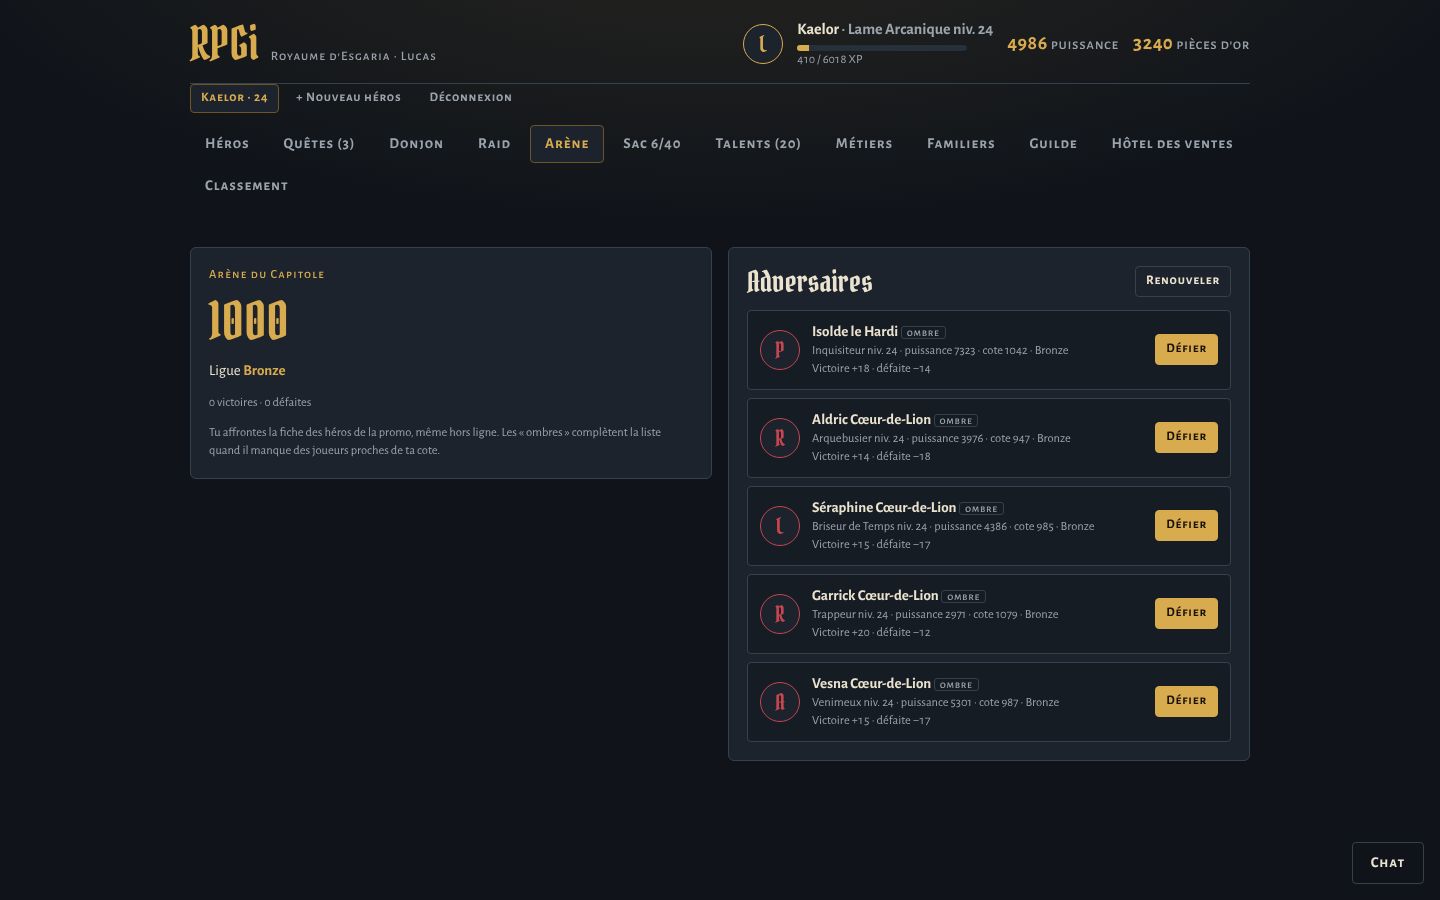 RPGi
Royaume d'Esgaria · Lucas
L
Kaelor · Lame Arcanique niv. 24
410 / 6018 XP
4986 puissance
3240 pièces d'or
Kaelor · 24
+ Nouveau héros
Déconnexion
Héros
Quêtes (3)
Donjon
Raid
Arène
Sac 6/40
Talents (20)
Métiers
Familiers
Guilde
Hôtel des ventes
Classement
Arène du Capitole
1000
Ligue Bronze
0 victoires · 0 défaites
Tu affrontes la fiche des héros de la promo, même hors ligne. Les « ombres » complètent la liste
quand il manque des joueurs proches de ta cote.
Adversaires
Renouveler
P
Isolde le Hardi ombre
Inquisiteur niv. 24 · puissance 7323 · cote 1042 · Bronze
Victoire +18 · défaite −14
Défier
R
Aldric Cœur-de-Lion ombre
Arquebusier niv. 24 · puissance 3976 · cote 947 · Bronze
Victoire +14 · défaite −18
Défier
L
Séraphine Cœur-de-Lion ombre
Briseur de Temps niv. 24 · puissance 4386 · cote 985 · Bronze
Victoire +15 · défaite −17
Défier
R
Garrick Cœur-de-Lion ombre
Trappeur niv. 24 · puissance 2971 · cote 1079 · Bronze
Victoire +20 · défaite −12
Défier
A
Vesna Cœur-de-Lion ombre
Venimeux niv. 24 · puissance 5301 · cote 987 · Bronze
Victoire +15 · défaite −17
Défier
Chat